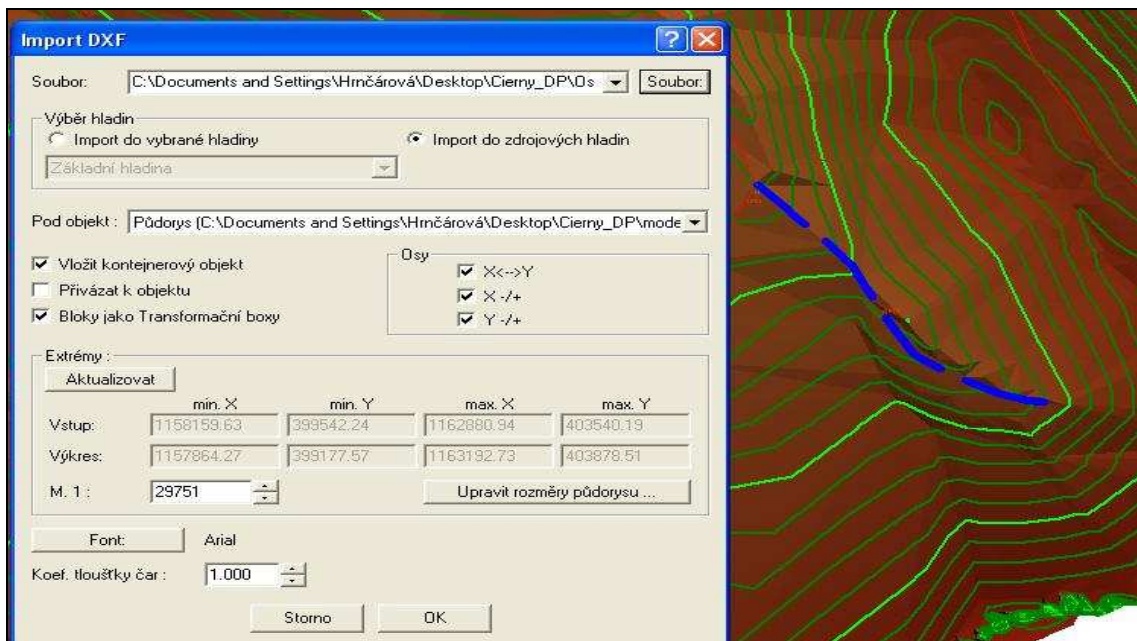 Import DXF
Soubor: C:\Documents and Settings\Hrnčárová\Desktop\Cierny_DP\Os Soubor:
Výběr hladin
Import do vybrané hladiny Import do zdrojových hladin
Základní hladina
Pod objekt : Půdorys (C:\Documents and Settings\Hrnčárová\Desktop\Cierny_DP\mode
Vložit kontejnerový objekt
Přivázat k objektu
Bloky jako Transformační boxy
Osy
X<-->Y
X -/+
Y -/+
Extrémy :
Aktualizovat
min. X min. Y max. X max. Y
Vstup: 1158159.63 399542.24 1162880.94 403540.19
Výkres: 1157864.27 399177.57 1163192.73 403878.51
M. 1 : 29751 Upravit rozměry půdorysu ...
Font: Arial
Koef. tloušťky čar : 1.000
Storno OK